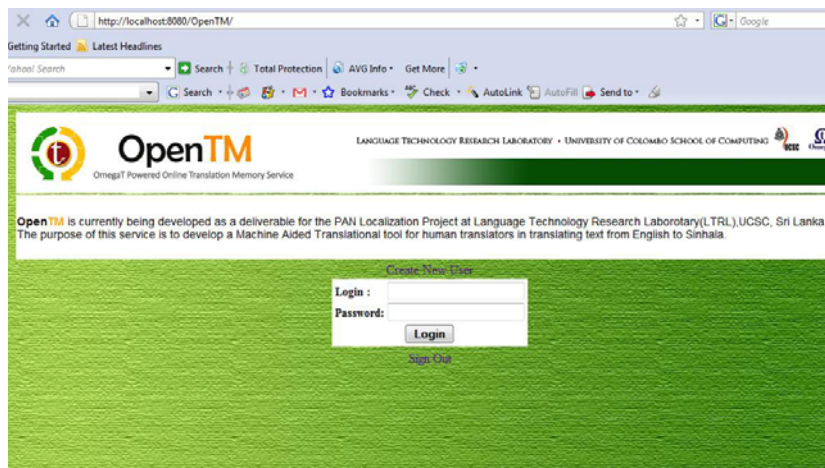 http://localhost:8080/OpenTM/
Google
Getting Started Latest Headlines
Search Total Protection AVG Info Get More
Search Bookmarks Check AutoLink AutoFill Send to
OpenTM
OmegaT Powered Online Translation Memory Service
LANGUAGE TECHNOLOGY RESEARCH LABORATORY • UNIVERSITY OF COLOMBO SCHOOL OF COMPUTING
UCSC
OpenTM is currently being developed as a deliverable for the PAN Localization Project at Language Technology Research Laborotary(LTRL),UCSC, Sri Lanka
The purpose of this service is to develop a Machine Aided Translational tool for human translators in translating text from English to Sinhala.
Create New User
Login :
Password:
Login
Sign Out